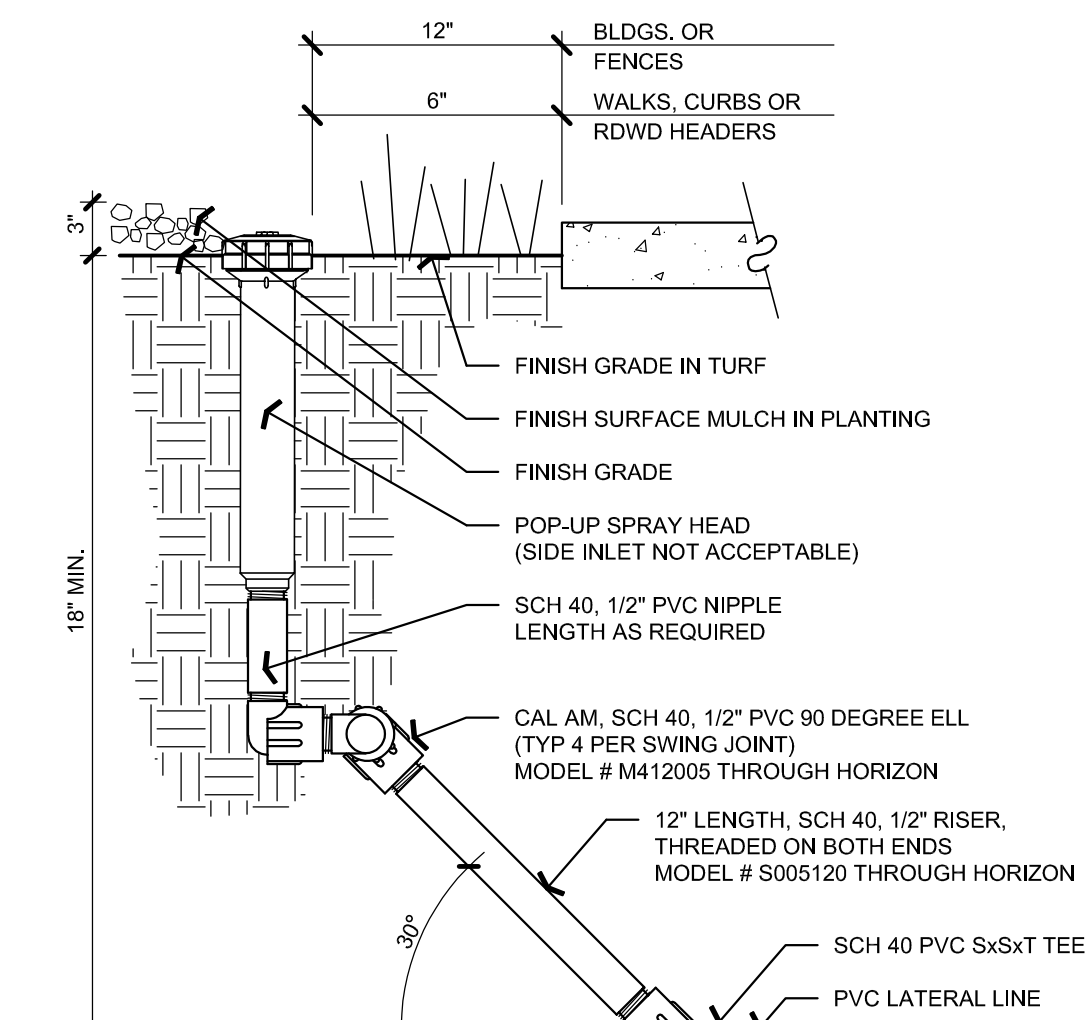 12"
BLDGS. OR
FENCES
6"
WALKS, CURBS OR
RDWD HEADERS
3"
FINISH GRADE IN TURF
FINISH SURFACE MULCH IN PLANTING
FINISH GRADE
POP-UP SPRAY HEAD
(SIDE INLET NOT ACCEPTABLE)
18" MIN.
SCH 40, 1/2" PVC NIPPLE
LENGTH AS REQUIRED
CAL AM, SCH 40, 1/2" PVC 90 DEGREE ELL
(TYP 4 PER SWING JOINT)
MODEL # M412005 THROUGH HORIZON
12" LENGTH, SCH 40, 1/2" RISER,
THREADED ON BOTH ENDS
MODEL # S005120 THROUGH HORIZON
30°
SCH 40 PVC SxSxT TEE
PVC LATERAL LINE